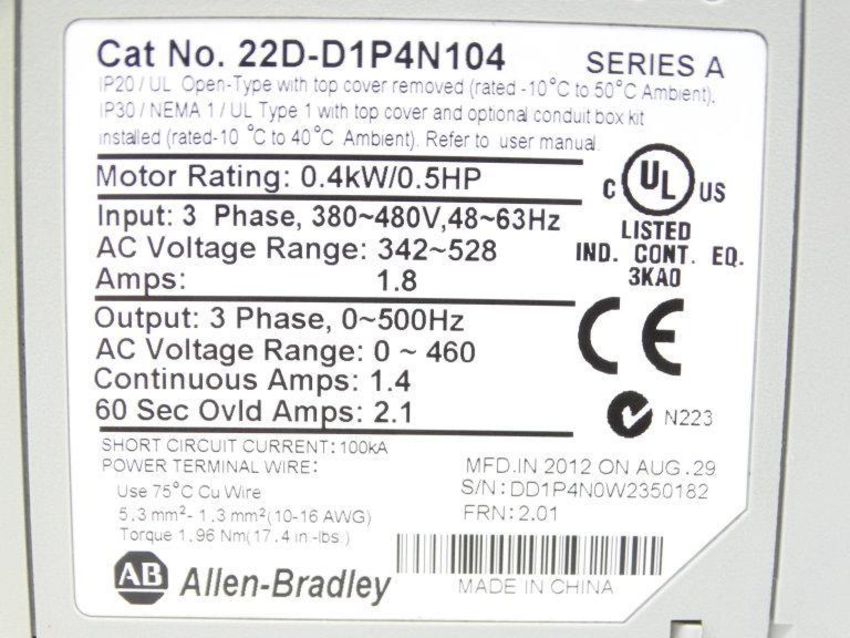 Cat No. 22D-D1P4N104 SERIES A
IP20 / UL Open-Type with top cover removed (rated -10°C to 50°C Ambient).
IP30 / NEMA 1 / UL Type 1 with top cover and optional conduit box kit
installed (rated-10 °C to 40°C Ambient). Refer to user manual.
Motor Rating: 0.4kW/0.5HP
Input: 3 Phase, 380~480V,48~63Hz
AC Voltage Range: 342~528
Amps: 1.8
C UL US
LISTED
IND. CONT. EQ.
3KA0
Output: 3 Phase, 0~500Hz
AC Voltage Range: 0 ~ 460
Continuous Amps: 1.4
60 Sec Ovld Amps: 2.1
CE
N223
SHORT CIRCUIT CURRENT: 100kA
POWER TERMINAL WIRE:
Use 75°C Cu Wire
5.3 mm²- 1.3 mm²(10-16 AWG)
Torque 1.96 Nm(17.4 in -lbs.)
MFD.IN 2012 ON AUG.29
S/N: DD1P4N0W2350182
FRN: 2.01
AB Allen-Bradley
MADE IN CHINA